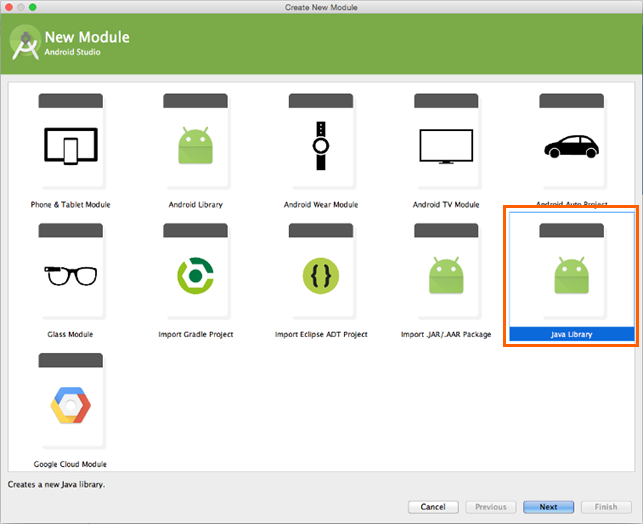 Create New Module
New Module
Android Studio
Phone & Tablet Module
Android Library
Android Wear Module
Android TV Module
Android Auto Project
Glass Module
Import Gradle Project
Import Eclipse ADT Project
Import .JAR/.AAR Package
Java Library
Google Cloud Module
Creates a new Java library.
Cancel
Previous
Next
Finish